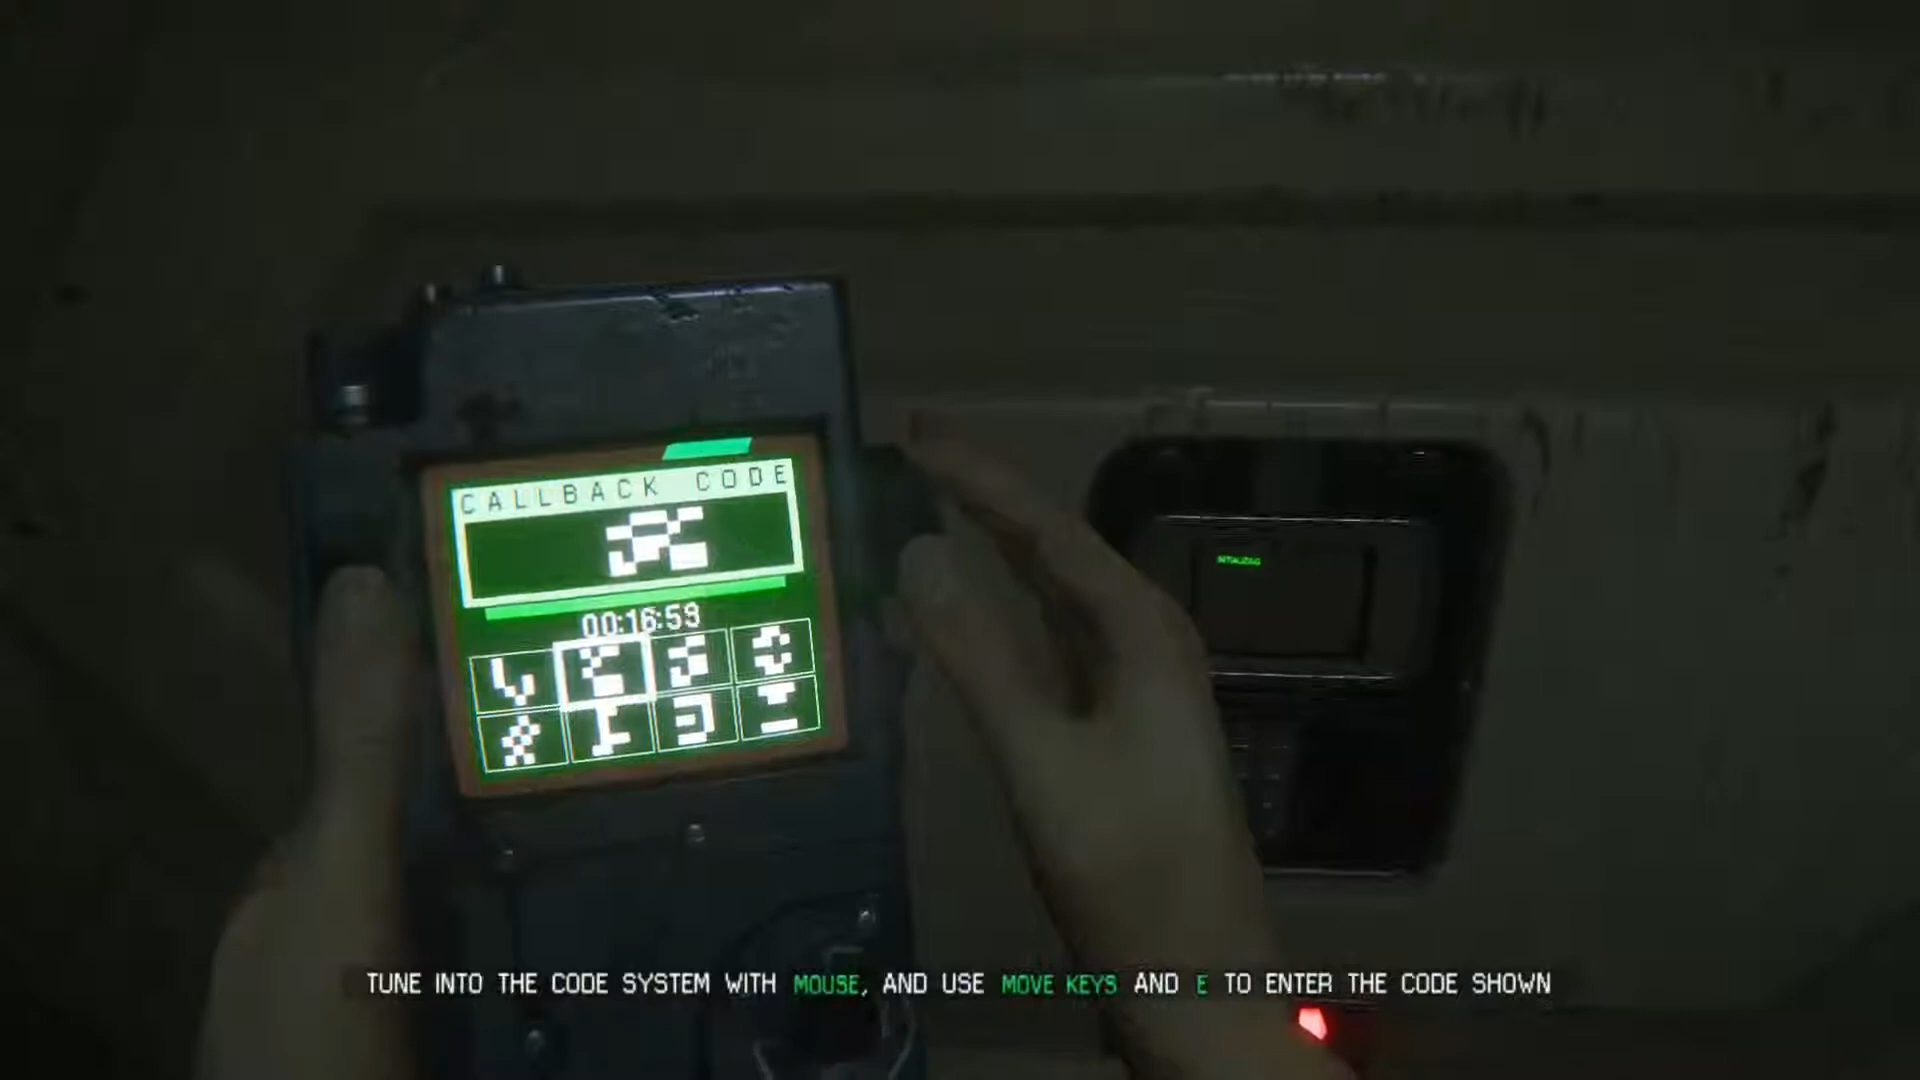 CALLBACK CODE
00:16:59
TUNE INTO THE CODE SYSTEM WITH MOUSE, AND USE MOVE KEYS AND E TO ENTER THE CODE SHOWN